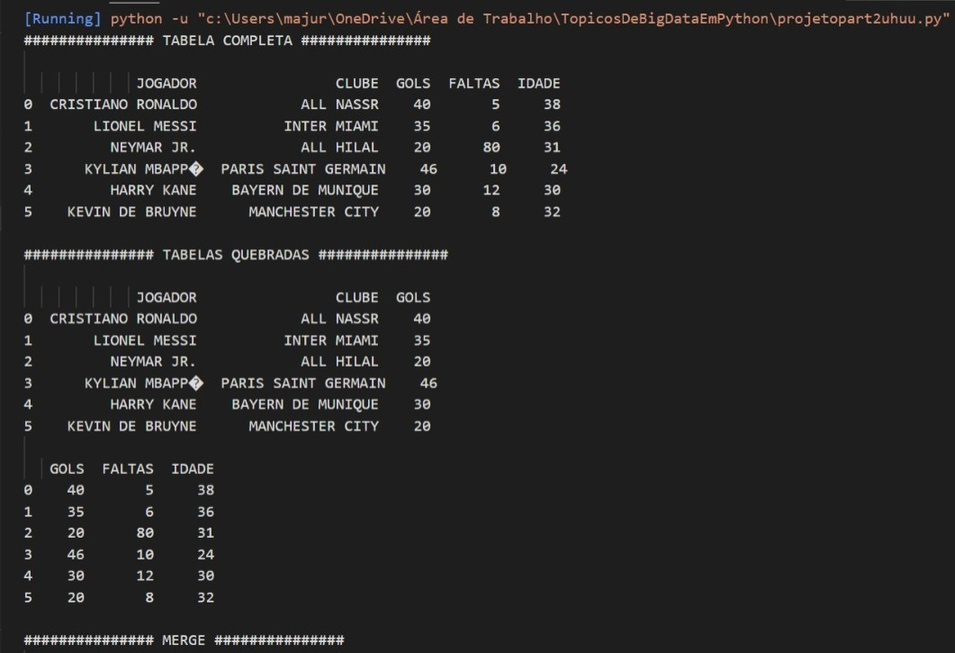 [Running] python -u "c:\Users\majur\OneDrive\Área de Trabalho\TopicosDeBigDataEmPython\projetopart2uhuu.py"
############### TABELA COMPLETA ###############
JOGADOR CLUBE GOLS FALTAS IDADE
0 CRISTIANO RONALDO ALL NASSR 40 5 38
1 LIONEL MESSI INTER MIAMI 35 6 36
2 NEYMAR JR. ALL HILAL 20 80 31
3 KYLIAN MBAPP� PARIS SAINT GERMAIN 46 10 24
4 HARRY KANE BAYERN DE MUNIQUE 30 12 30
5 KEVIN DE BRUYNE MANCHESTER CITY 20 8 32
############### TABELAS QUEBRADAS ###############
JOGADOR CLUBE GOLS
0 CRISTIANO RONALDO ALL NASSR 40
1 LIONEL MESSI INTER MIAMI 35
2 NEYMAR JR. ALL HILAL 20
3 KYLIAN MBAPP� PARIS SAINT GERMAIN 46
4 HARRY KANE BAYERN DE MUNIQUE 30
5 KEVIN DE BRUYNE MANCHESTER CITY 20
GOLS FALTAS IDADE
0 40 5 38
1 35 6 36
2 20 80 31
3 46 10 24
4 30 12 30
5 20 8 32
############### MERGE ###############